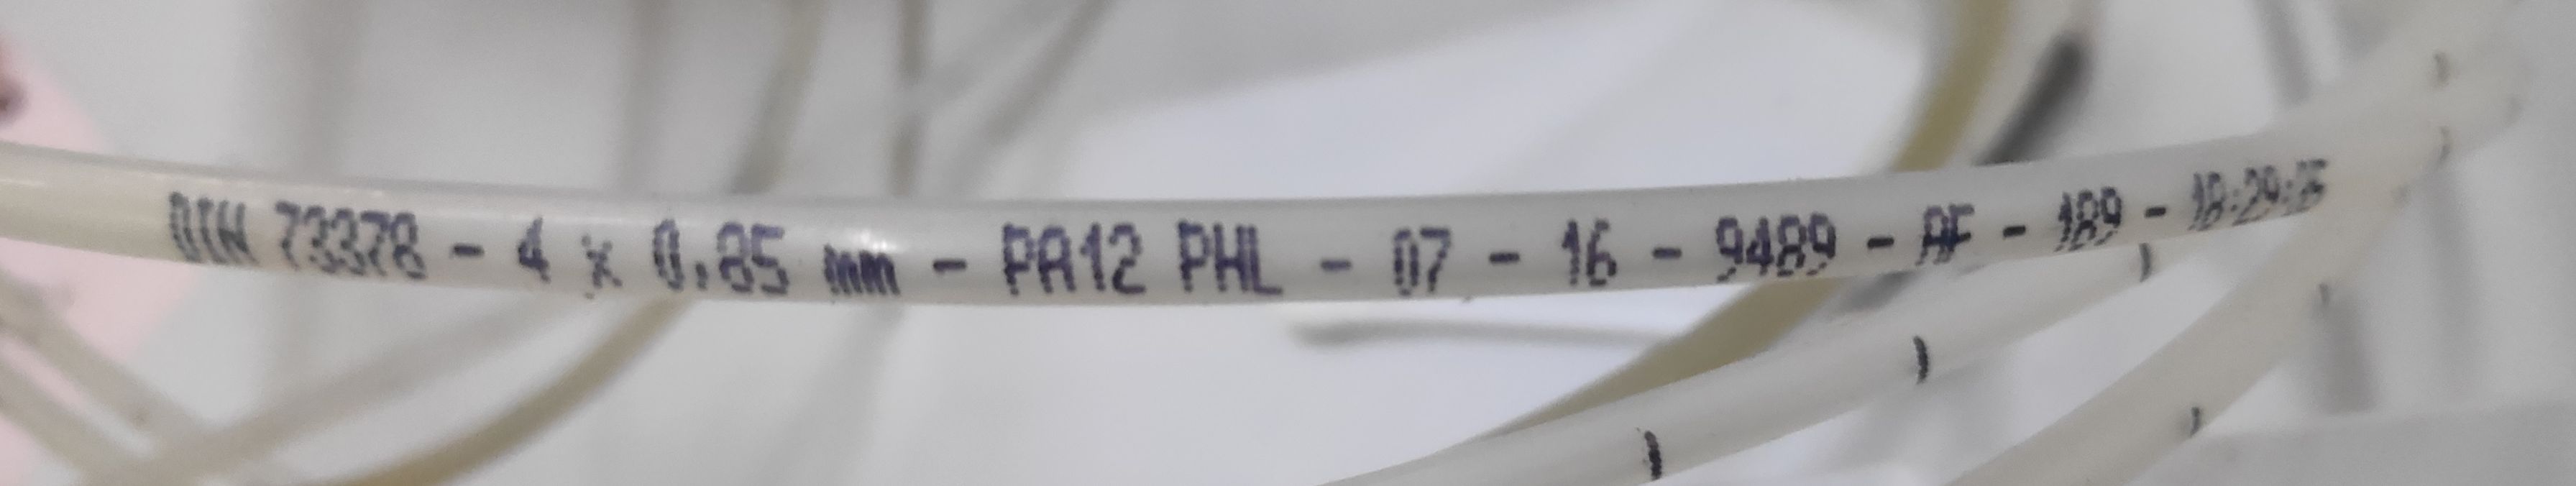 DIN 73378 - 4 x 0.85 mm - PA12 PHL - 07 - 16 - 9489 - AF - 189 -